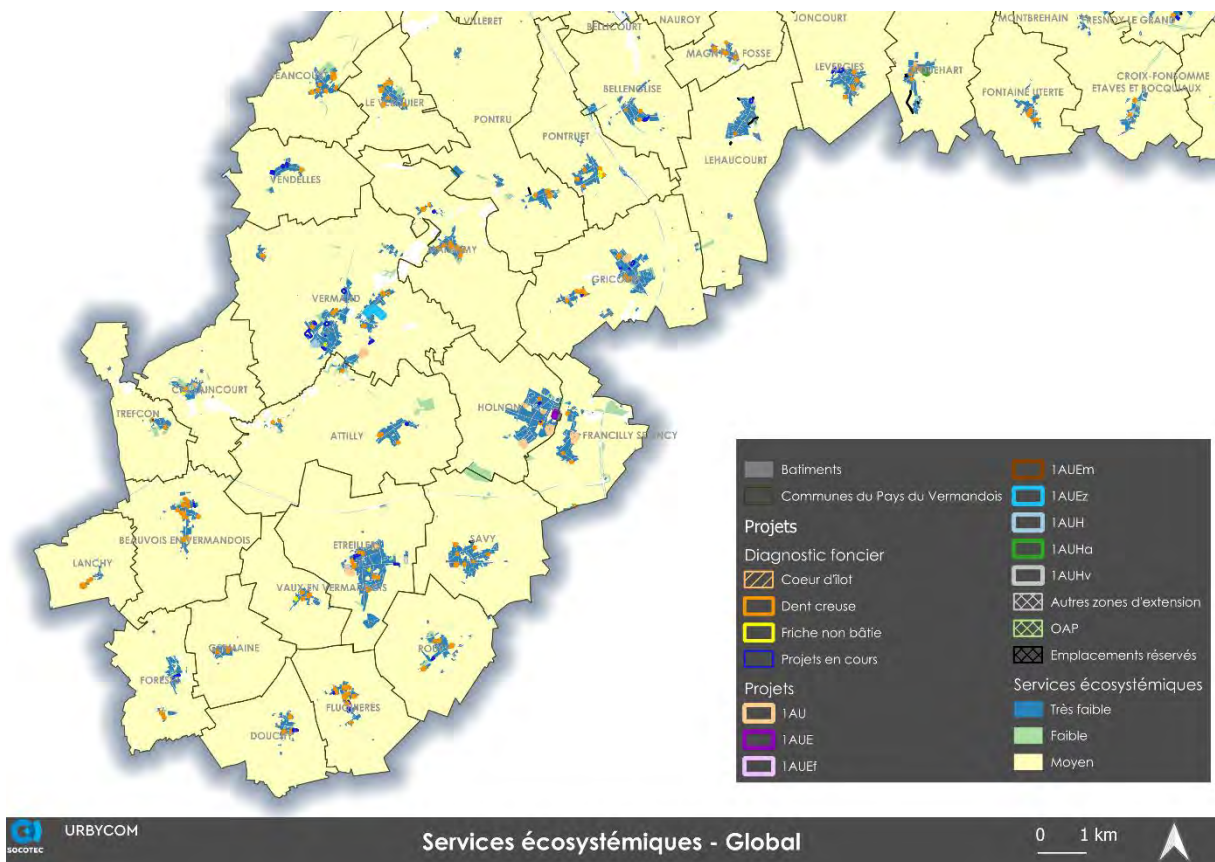 VILLERET
BELLICOURT
NAUROY
JONCOURT
MONTBREHAIN
FRESNOY LE GRAND
MAGNY LA FOSSE
JEANCOURT
LE VERGUIER
BELLENGLISE
LEVERGIES
CROIX-FONSOMME
FONTAINE UTERTE
ETAVES ET BOCQUIAUX
PONTRU
PONTRUET
LEHAUCOURT
VENDELLES
GRICOURT
VERMAND
TREFCON
ATTILLY
HOLNON
FRANCILLY SELENCY
BEAUVOIS EN VERMANDOIS
ETREILLERS
SAVY
LANCHY
VAUX EN VERMANDOIS
GERMAINE
ROUPY
FORESTE
FLUQUIERES
DOUCHY
Batiments
Communes du Pays du Vermandois
Projets
Diagnostic foncier
Coeur d'îlot
Dent creuse
Friche non bâtie
Projets en cours
Projets
1AU
1AUE
1AUEf
1AUEm
1AUEz
1AUH
1AUHa
1AUHv
Autres zones d'extension
OAP
Emplacements réservés
Services écosystémiques
Très faible
Faible
Moyen
SOCOTEC
URBYCOM
Services écosystémiques - Global
0 1 km